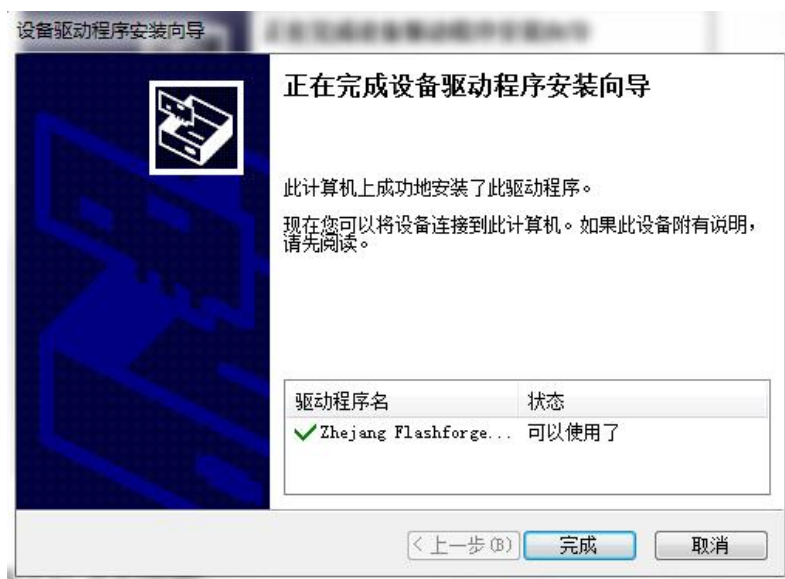 设备驱动程序安装向导
正在完成设备驱动程序安装向导
此计算机上成功地安装了此驱动程序。
现在您可以将设备连接到此计算机。如果此设备附有说明，
请先阅读。
驱动程序名 状态
Zhejang Flashforge... 可以使用了
< 上一步(B) 完成 取消